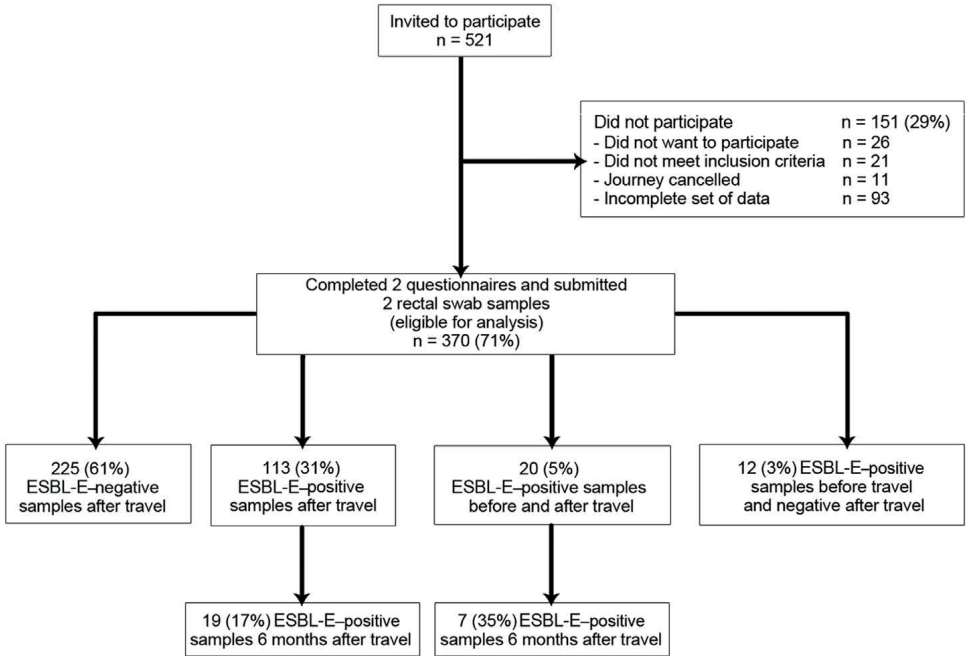 Invited to participate
n = 521
Did not participate n = 151 (29%)
- Did not want to participate n = 26
- Did not meet inclusion criteria n = 21
- Journey cancelled n = 11
- Incomplete set of data n = 93
Completed 2 questionnaires and submitted
2 rectal swab samples
(eligible for analysis)
n = 370 (71%)
225 (61%)
ESBL-E–negative
samples after travel
113 (31%)
ESBL-E–positive
samples after travel
20 (5%)
ESBL-E–positive samples
before and after travel
12 (3%) ESBL-E–positive
samples before travel
and negative after travel
19 (17%) ESBL-E–positive
samples 6 months after travel
7 (35%) ESBL-E–positive
samples 6 months after travel